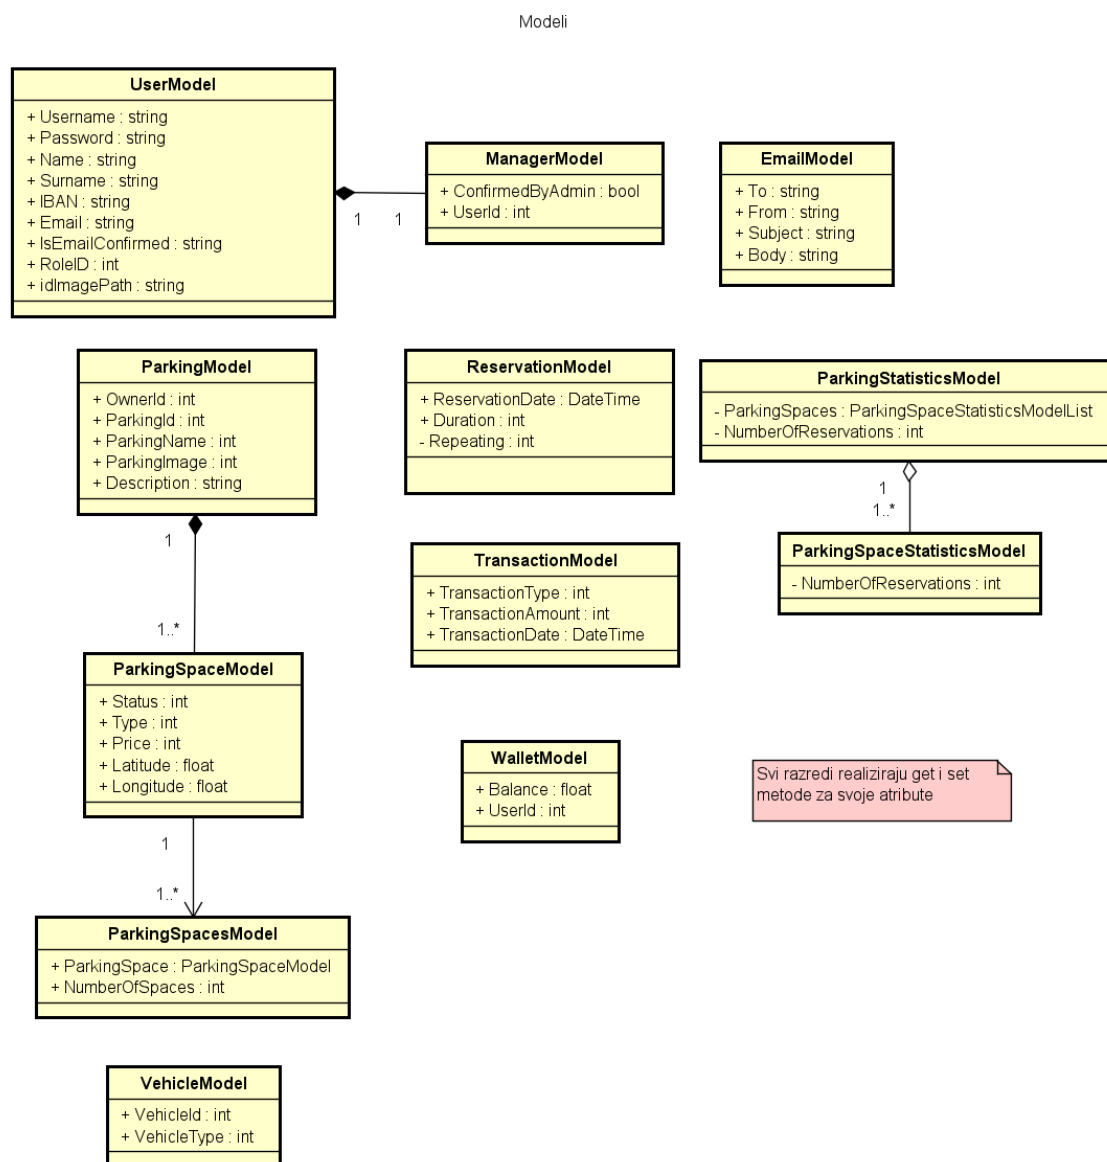 Modeli
UserModel
+ Username : string
+ Password : string
+ Name : string
+ Surname : string
+ IBAN : string
+ Email : string
+ IsEmailConfirmed : string
+ RoleID : int
+ idImagePath : string
1
1
ManagerModel
+ ConfirmedByAdmin : bool
+ UserId : int
EmailModel
+ To : string
+ From : string
+ Subject : string
+ Body : string
ParkingModel
+ OwnerId : int
+ ParkingId : int
+ ParkingName : int
+ ParkingImage : int
+ Description : string
1
1..*
ReservationModel
+ ReservationDate : DateTime
+ Duration : int
- Repeating : int
ParkingStatisticsModel
- ParkingSpaces : ParkingSpaceStatisticsModelList
- NumberOfReservations : int
1
1..*
ParkingSpaceStatisticsModel
- NumberOfReservations : int
TransactionModel
+ TransactionType : int
+ TransactionAmount : int
+ TransactionDate : DateTime
ParkingSpaceModel
+ Status : int
+ Type : int
+ Price : int
+ Latitude : float
+ Longitude : float
1
1..*
WalletModel
+ Balance : float
+ UserId : int
Svi razredi realiziraju get i set
metode za svoje atribute
ParkingSpacesModel
+ ParkingSpace : ParkingSpaceModel
+ NumberOfSpaces : int
VehicleModel
+ VehicleId : int
+ VehicleType : int